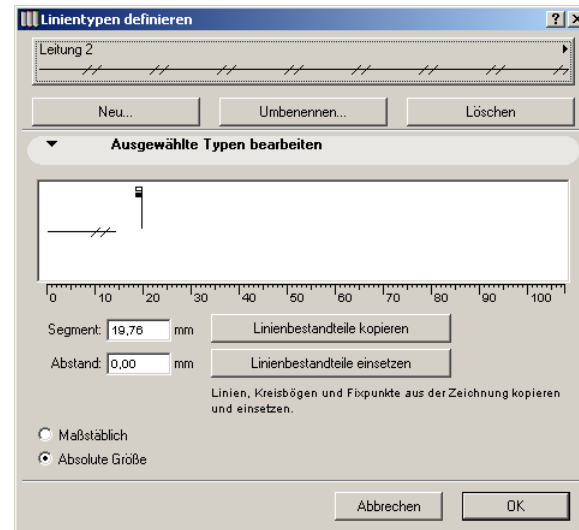 Linientypen definieren
Leitung 2
Neu... Umbenennen... Löschen
Ausgewählte Typen bearbeiten
0 10 20 30 40 50 60 70 80 90 100
Segment: 19,76 mm Linienbestandteile kopieren
Abstand: 0,00 mm Linienbestandteile einsetzen
Linien, Kreisbögen und Fixpunkte aus der Zeichnung kopieren
und einsetzen.
Maßstäblich
Absolute Größe
Abbrechen OK